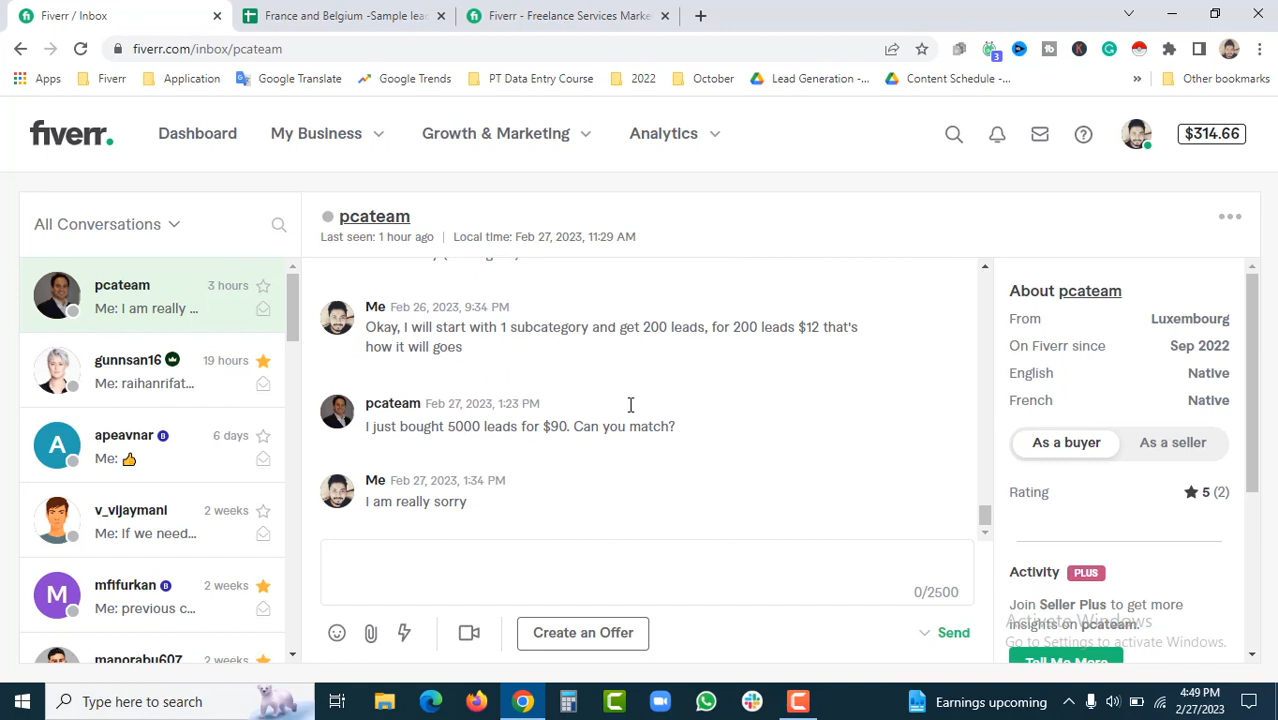 Fiverr / Inbox
France and Belgium -Sample lea
Fiverr - Freelance Services Marke
fiverr.com/inbox/pcateam
3
Apps
Fiverr
Application
Google Translate
Google Trends
PT Data Entry Course
2022
October
Lead Generation -...
Content Schedule -...
Other bookmarks
fiverr.
Dashboard
My Business
Growth & Marketing
Analytics
$314.66
All Conversations
pcateam
3 hours
Me: I am really ...
gunnsan16
19 hours
Me: raihanrifat...
A
apeavnar
B
6 days
Me: 👍
v_vijaymani
2 weeks
Me: If we need...
M
mflfurkan
B
2 weeks
Me: previous c...
manorabu607
2 weeks
pcateam
Last seen: 1 hour ago
Local time: Feb 27, 2023, 11:29 AM
Me Feb 26, 2023, 9:34 PM
Okay, I will start with 1 subcategory and get 200 leads, for 200 leads $12 that's
how it will goes
pcateam Feb 27, 2023, 1:23 PM
I just bought 5000 leads for $90. Can you match?
Me Feb 27, 2023, 1:34 PM
I am really sorry
0/2500
Create an Offer
Send
About pcateam
From Luxembourg
On Fiverr since Sep 2022
English Native
French Native
As a buyer
As a seller
Rating 5 (2)
Activity PLUS
Join Seller Plus to get more
insights on pcateam.
Tell Me More
Activate Windows
Go to Settings to activate Windows.
Type here to search
Earnings upcoming
4:49 PM
2/27/2023